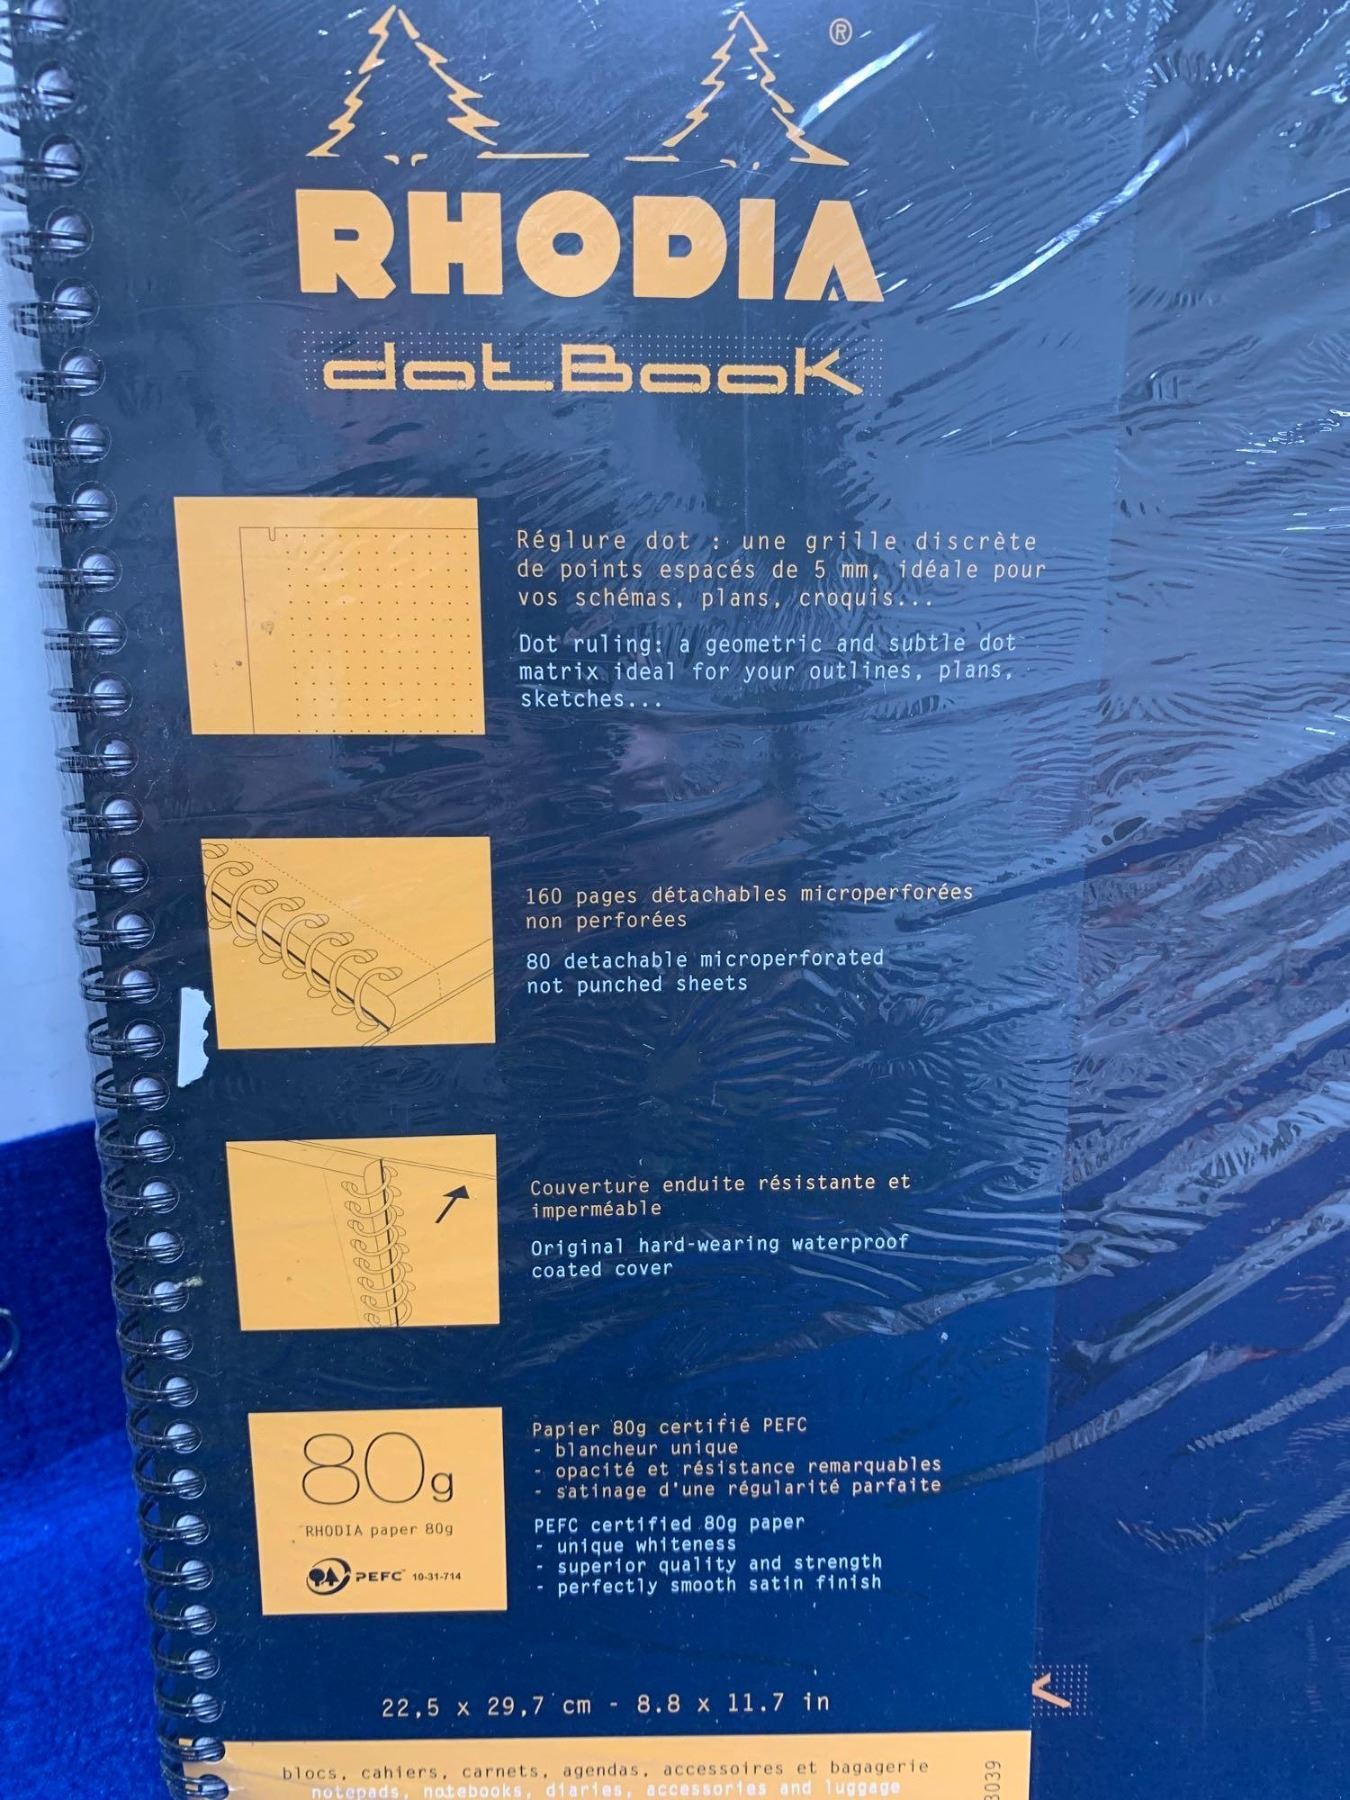 ®
RHODIA
dotBook
Réglure dot : une grille discrète
de points espacés de 5 mm, idéale pour
vos schémas, plans, croquis...
Dot ruling: a geometric and subtle dot
matrix ideal for your outlines, plans,
sketches...
160 pages détachables microperforées
non perforées
80 detachable microperforated
not punched sheets
Couverture enduite résistante et
imperméable
Original hard-wearing waterproof
coated cover
80g
RHODIA paper 80g
PEFC™ 10-31-714
Papier 80g certifié PEFC
- blancheur unique
- opacité et résistance remarquables
- satinage d'une régularité parfaite
PEFC certified 80g paper
- unique whiteness
- superior quality and strength
- perfectly smooth satin finish
22,5 x 29,7 cm - 8.8 x 11.7 in
blocs, cahiers, carnets, agendas, accessoires et bagagerie
notepads, notebooks, diaries, accessories and luggage